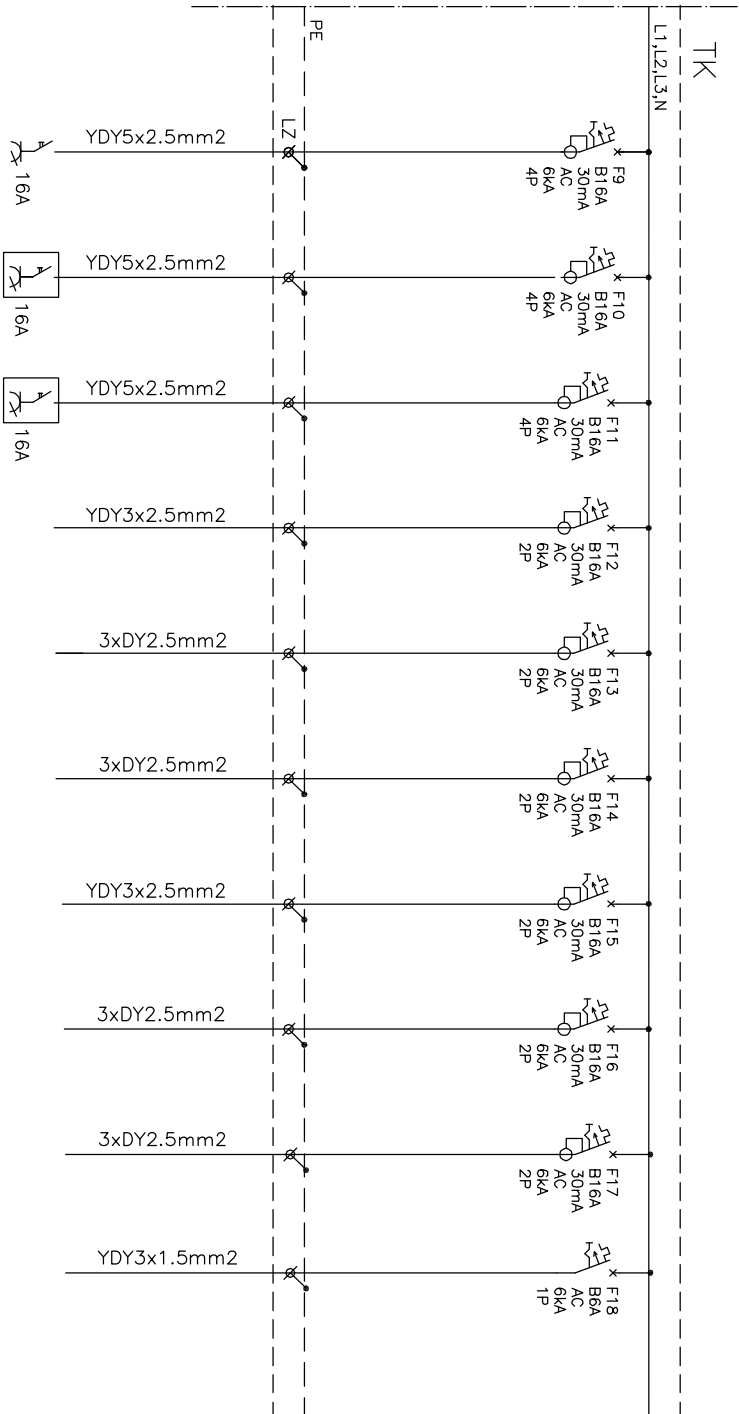 TK
L1,L2,L3,N
PE
LZ
F9
B16A
30mA
AC
6kA
4P
YDY5x2.5mm2
16A
F10
B16A
30mA
AC
6kA
4P
YDY5x2.5mm2
16A
F11
B16A
30mA
AC
6kA
4P
YDY5x2.5mm2
16A
F12
B16A
30mA
AC
6kA
2P
YDY3x2.5mm2
F13
B16A
30mA
AC
6kA
2P
3xDY2.5mm2
F14
B16A
30mA
AC
6kA
2P
3xDY2.5mm2
F15
B16A
30mA
AC
6kA
2P
YDY3x2.5mm2
F16
B16A
30mA
AC
6kA
2P
3xDY2.5mm2
F17
B16A
30mA
AC
6kA
2P
3xDY2.5mm2
F18
B6A
AC
6kA
1P
YDY3x1.5mm2